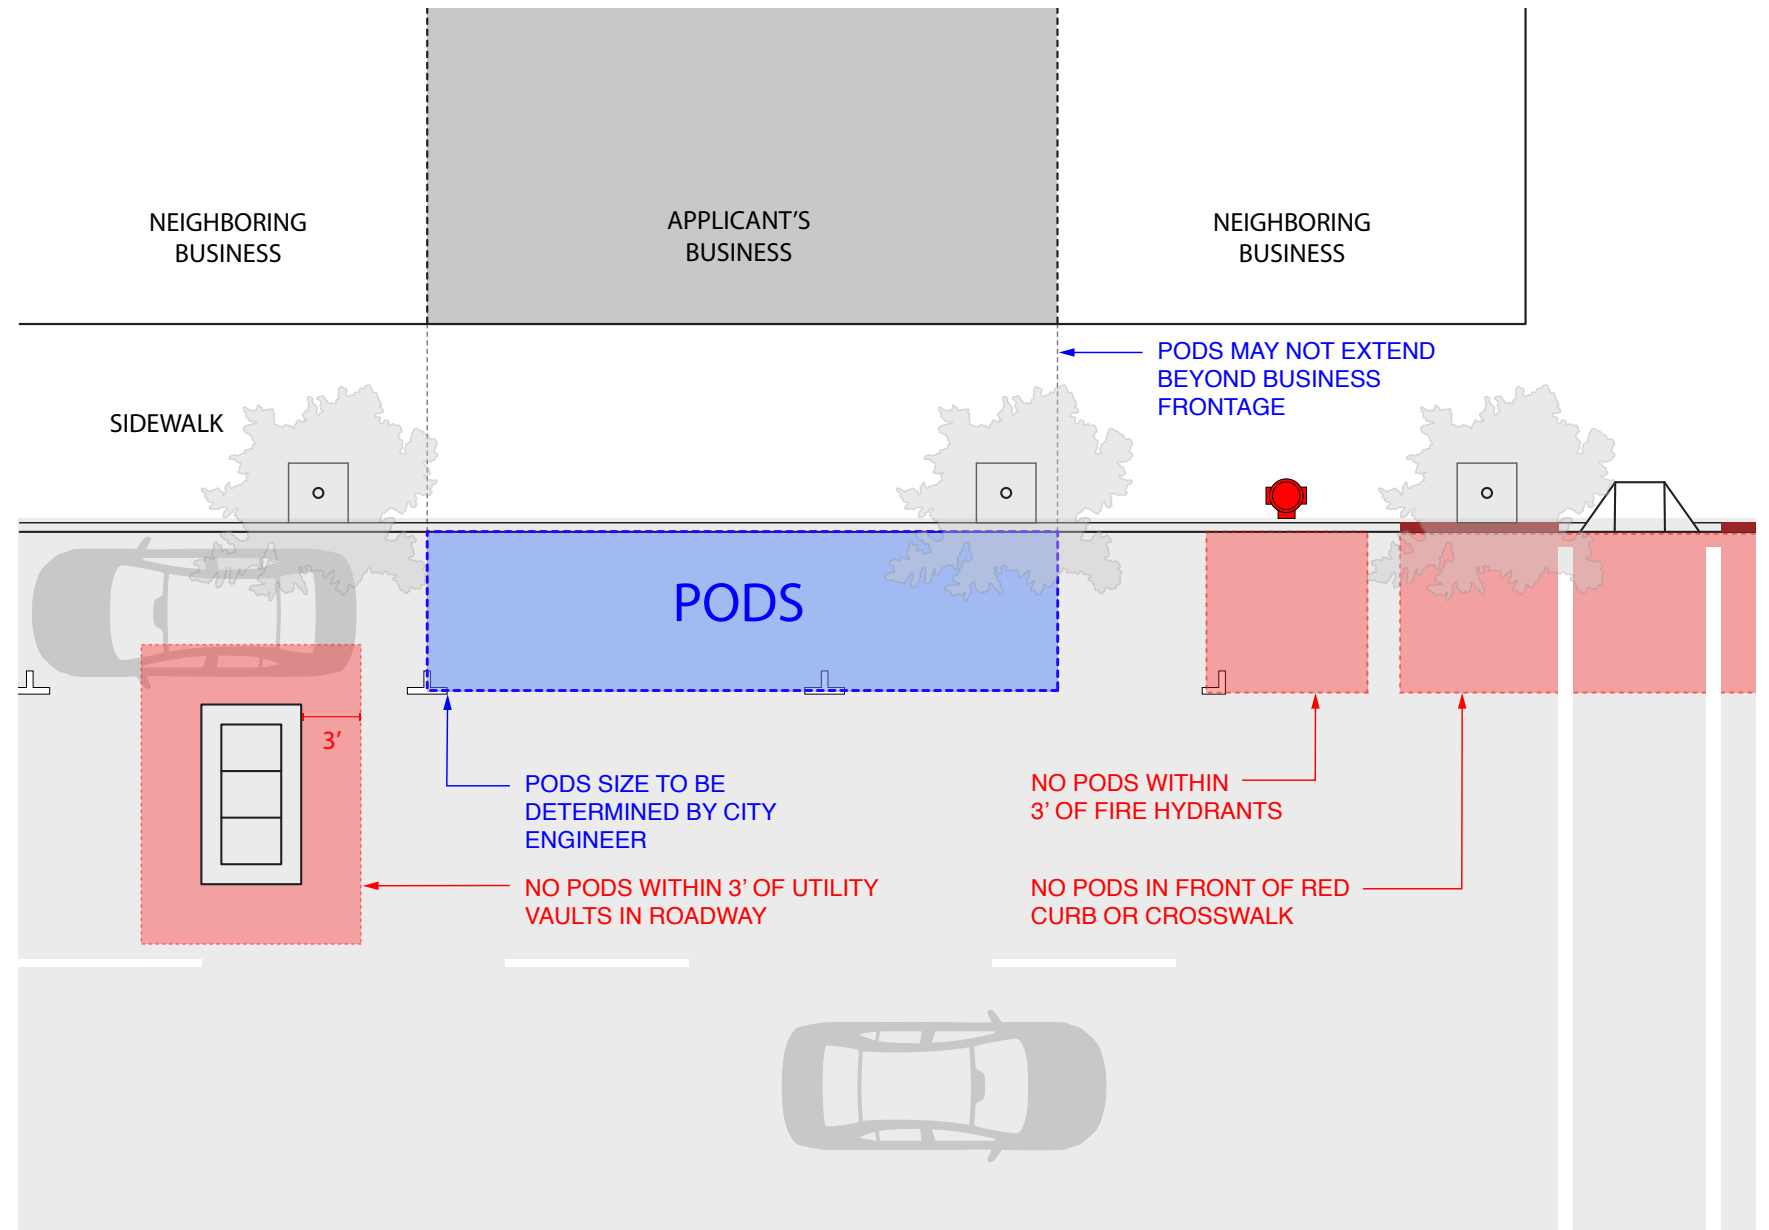 NEIGHBORING
BUSINESS
APPLICANT’S
BUSINESS
NEIGHBORING
BUSINESS
PODS MAY NOT EXTEND
BEYOND BUSINESS
FRONTAGE
SIDEWALK
PODS
3’
PODS SIZE TO BE
DETERMINED BY CITY
ENGINEER
NO PODS WITHIN
3’ OF FIRE HYDRANTS
NO PODS WITHIN 3’ OF UTILITY
VAULTS IN ROADWAY
NO PODS IN FRONT OF RED
CURB OR CROSSWALK